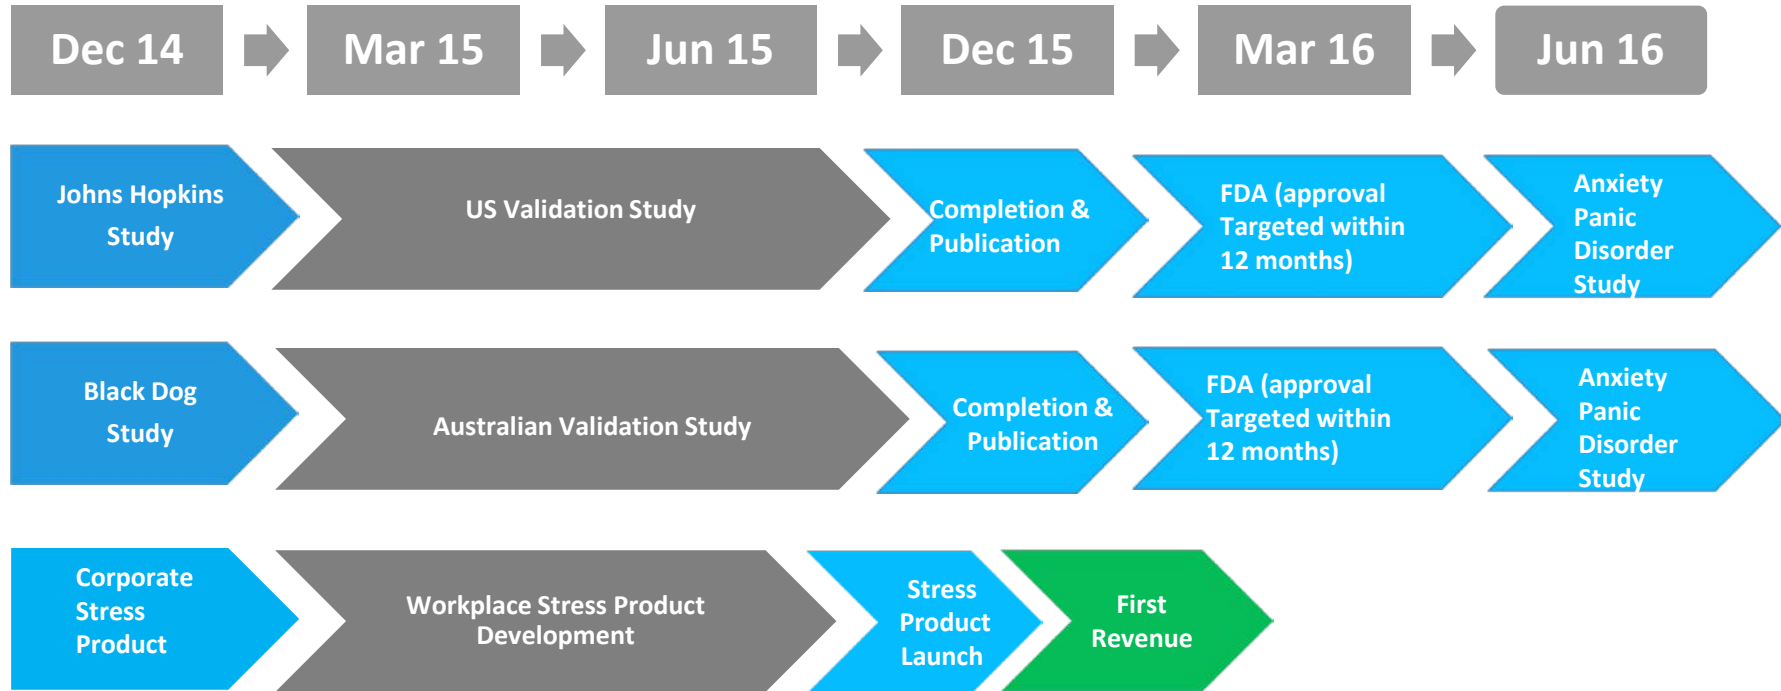 Dec 14
Mar 15
Jun 15
Dec 15
Mar 16
Jun 16
Johns Hopkins
Study
US Validation Study
Completion &
Publication
FDA (approval
Targeted within
12 months)
Anxiety
Panic
Disorder
Study
Black Dog
Study
Australian Validation Study
Completion &
Publication
FDA (approval
Targeted within
12 months)
Anxiety
Panic
Disorder
Study
Corporate
Stress
Product
Workplace Stress Product
Development
Stress
Product
Launch
First
Revenue